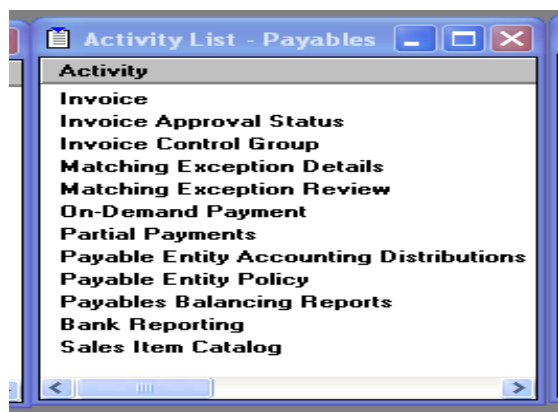 Activity List - Payables
Activity
Invoice
Invoice Approval Status
Invoice Control Group
Matching Exception Details
Matching Exception Review
On-Demand Payment
Partial Payments
Payable Entity Accounting Distributions
Payable Entity Policy
Payables Balancing Reports
Bank Reporting
Sales Item Catalog